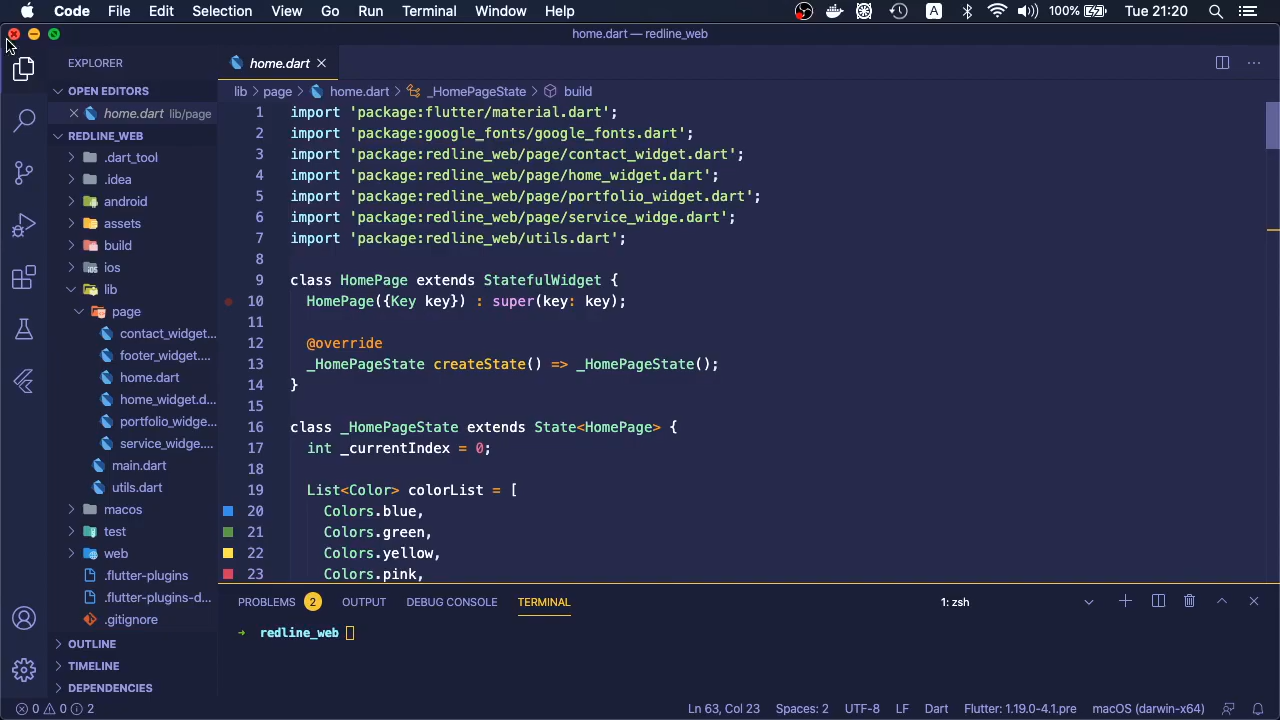 Code File Edit Selection View Go Run Terminal Window Help A 100% Tue 21:20
home.dart — redline_web
EXPLORER
OPEN EDITORS
home.dart lib/page
REDLINE_WEB
.dart_tool
.idea
android
assets
build
ios
lib
page
contact_widget...
footer_widget....
home.dart
home_widget.d...
portfolio_widge...
service_widge....
main.dart
utils.dart
macos
test
web
.flutter-plugins
.flutter-plugins-d...
.gitignore
OUTLINE
TIMELINE
DEPENDENCIES
home.dart
lib > page > home.dart > _HomePageState > build
1 import 'package:flutter/material.dart';
2 import 'package:google_fonts/google_fonts.dart';
3 import 'package:redline_web/page/contact_widget.dart';
4 import 'package:redline_web/page/home_widget.dart';
5 import 'package:redline_web/page/portfolio_widget.dart';
6 import 'package:redline_web/page/service_widge.dart';
7 import 'package:redline_web/utils.dart';
8
9 class HomePage extends StatefulWidget {
10 HomePage({Key key}) : super(key: key);
11
12 @override
13 _HomePageState createState() => _HomePageState();
14 }
15
16 class _HomePageState extends State<HomePage> {
17 int _currentIndex = 0;
18
19 List<Color> colorList = [
20 Colors.blue,
21 Colors.green,
22 Colors.yellow,
23 Colors.pink,
PROBLEMS 2 OUTPUT DEBUG CONSOLE TERMINAL 1: zsh
→ redline_web
0 0 2 Ln 63, Col 23 Spaces: 2 UTF-8 LF Dart Flutter: 1.19.0-4.1.pre macOS (darwin-x64)